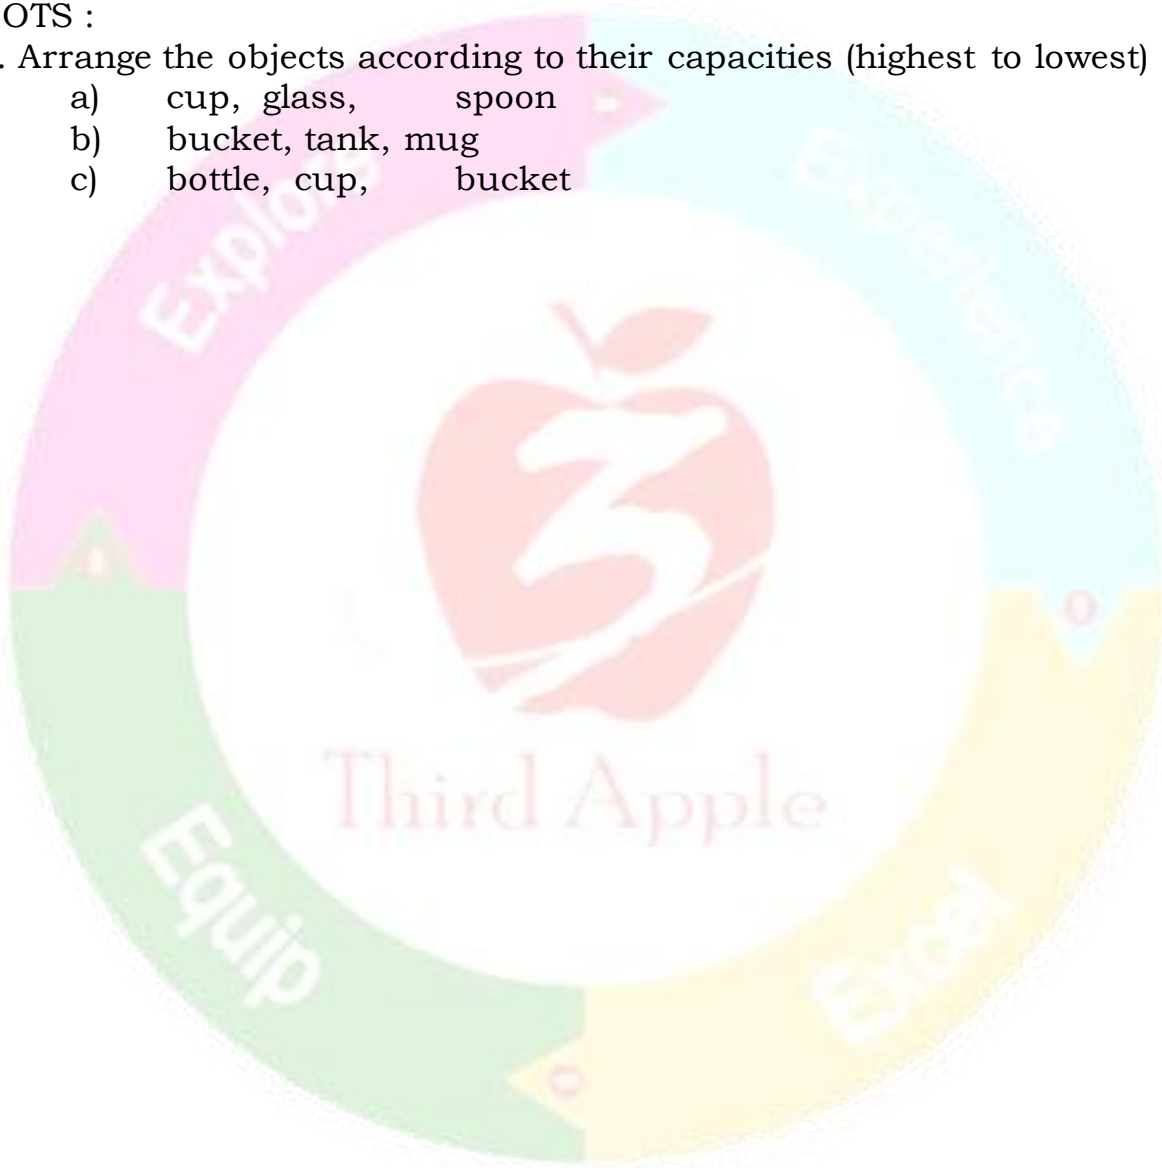 OTS :
. Arrange the objects according to their capacities (highest to lowest)
a) cup, glass, spoon
b) bucket, tank, mug
c) bottle, cup, bucket
Explore
Experience
3
Third Apple
Equip
Excel